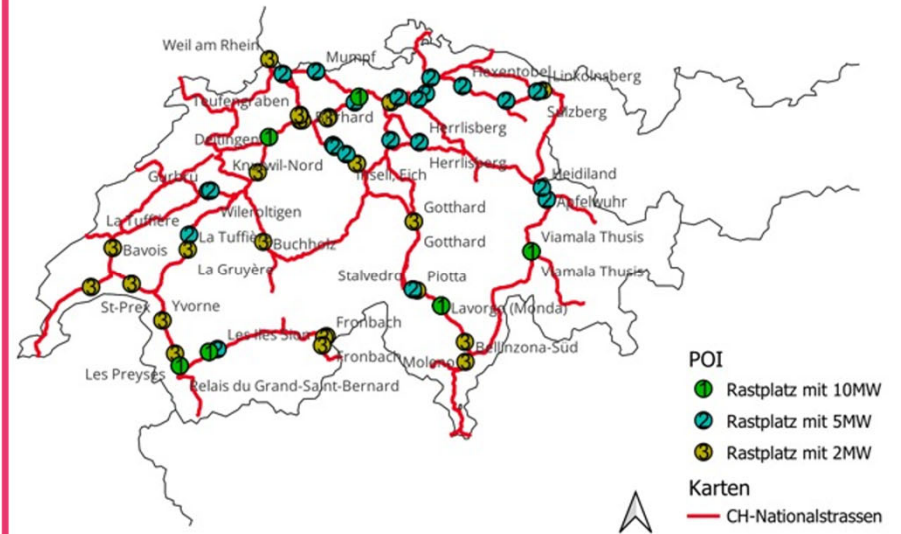 Weil am Rhein
Mumpf
Hexentobel
Linkolnsberg
Teufengraben
Sulzberg
Deitingen
Herrlisberg
Knutwil-Nord
Herrlisberg
Inseli, Eich
Gurbrü
Heidiland
Apfelwuhr
Wileroltigen
Gotthard
La Tuffière
La Tuffière
Buchholz
Viamala Thusis
Bavois
Gotthard
La Gruyère
Stalvedro
Piotta
Viamala Thusis
St-Prex
Yvorne
Lavorgo (Monda)
Fronbach
Les Iles Sion
Bellinzona-Süd
Fronbach
Moleno
Les Preyses
Relais du Grand-Saint-Bernard
POI
1 Rastplatz mit 10MW
2 Rastplatz mit 5MW
3 Rastplatz mit 2MW
Karten
CH-Nationalstrassen